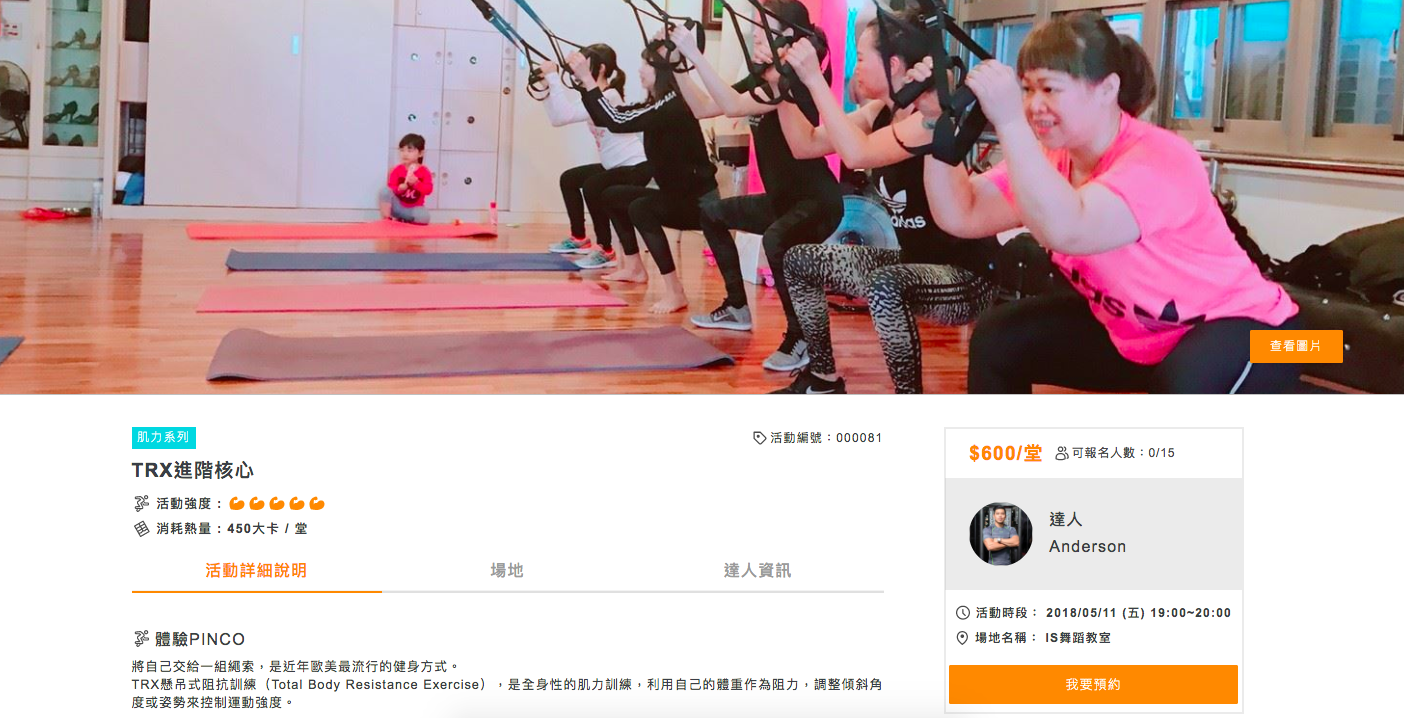 adidas
查看圖片
肌力系列
活動編號：000081
TRX進階核心
活動強度：
消耗熱量：450大卡 / 堂
活動詳細說明
場地
達人資訊
體驗PINCO
將自己交給一組繩索，是近年歐美最流行的健身方式。
TRX懸吊式阻抗訓練（Total Body Resistance Exercise），是全身性的肌力訓練，利用自己的體重作為阻力，調整傾斜角
度或姿勢來控制運動強度。
$600/堂
可報名人數：0/15
達人
Anderson
活動時段： 2018/05/11 (五) 19:00~20:00
場地名稱： IS舞蹈教室
我要預約